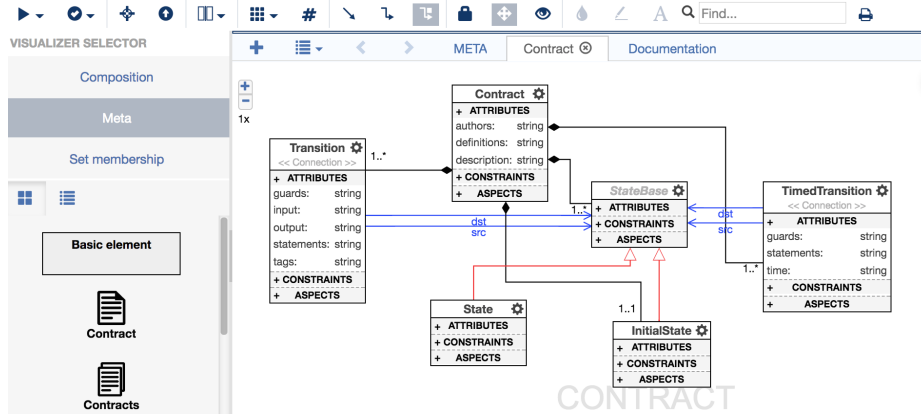 Find...
VISUALIZER SELECTOR
Composition
Meta
Set membership
Basic element
Contract
Contracts
META
Contract
Documentation
1x
Contract
+ ATTRIBUTES
authors: string
definitions: string
description: string
+ CONSTRAINTS
+ ASPECTS
Transition
<< Connection >>
+ ATTRIBUTES
guards: string
input: string
output: string
statements: string
tags: string
+ CONSTRAINTS
+ ASPECTS
1..*
dst
src
1..*
StateBase
+ ATTRIBUTES
+ CONSTRAINTS
+ ASPECTS
dst
src
TimedTransition
<< Connection >>
+ ATTRIBUTES
guards: string
statements: string
time: string
+ CONSTRAINTS
+ ASPECTS
1..*
State
+ ATTRIBUTES
+ CONSTRAINTS
+ ASPECTS
1..1
InitialState
+ ATTRIBUTES
+ CONSTRAINTS
+ ASPECTS
CONTRACT